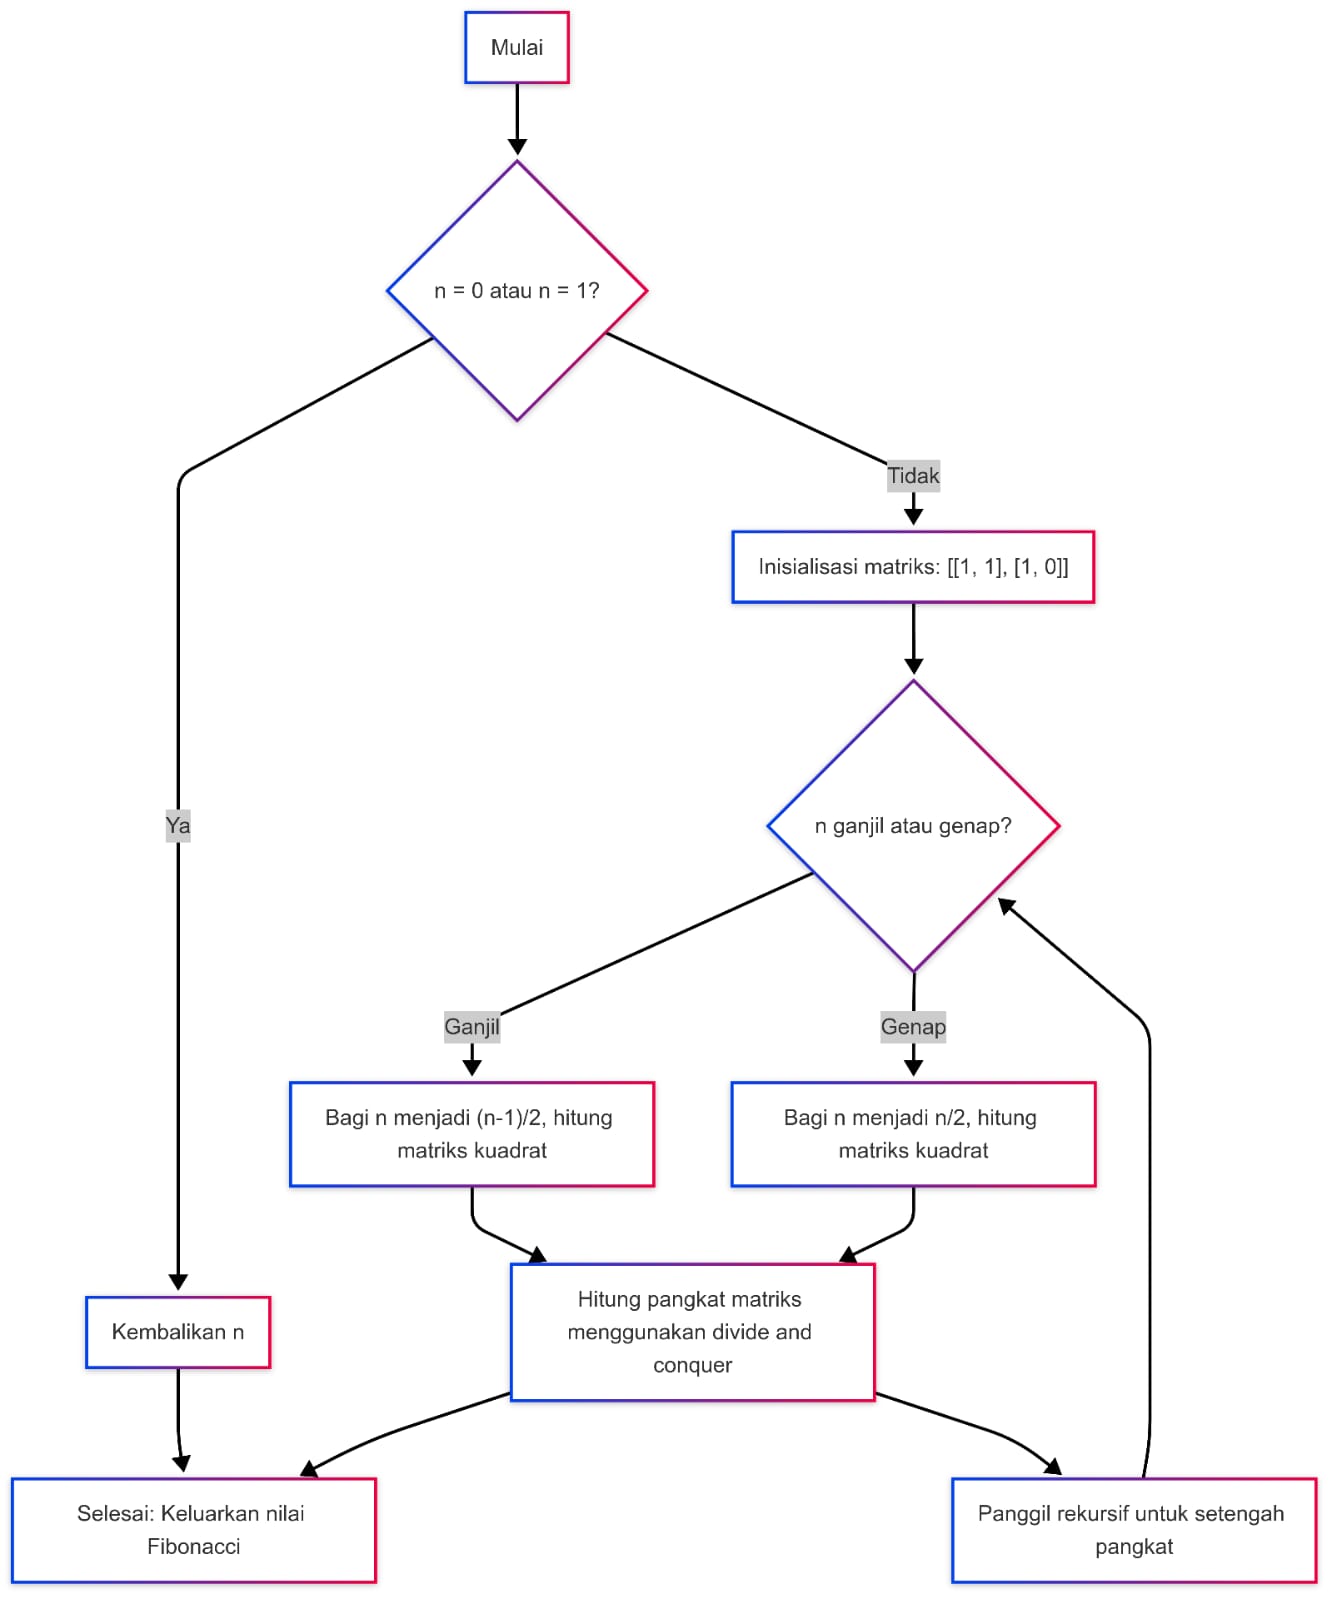 Mulai
n = 0 atau n = 1?
Tidak
Inisialisasi matriks: [[1, 1], [1, 0]]
Ya
n ganjil atau genap?
Ganjil
Genap
Bagi n menjadi (n-1)/2, hitung
matriks kuadrat
Bagi n menjadi n/2, hitung
matriks kuadrat
Kembalikan n
Hitung pangkat matriks
menggunakan divide and
conquer
Selesai: Keluarkan nilai
Fibonacci
Panggil rekursif untuk setengah
pangkat